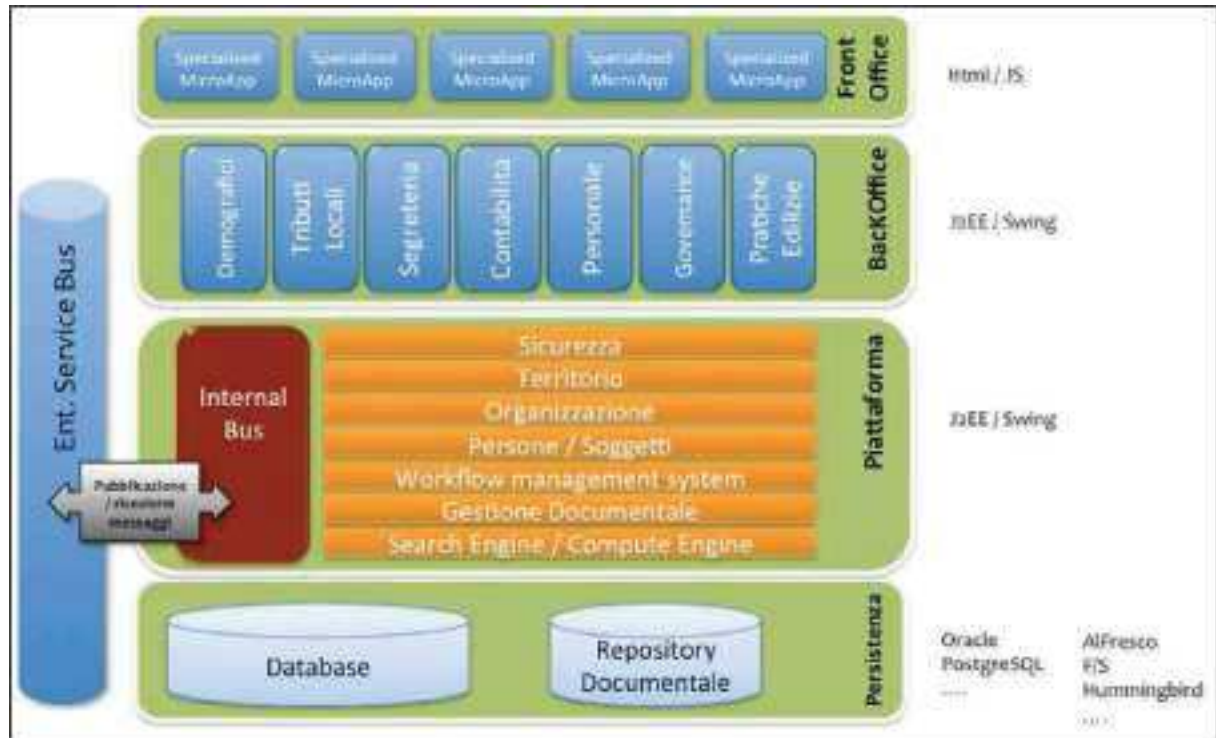 Specialized
MicroApp
Specialized
MicroApp
Specialized
MicroApp
Specialized
MicroApp
Specialized
MicroApp
Front
Office
Html / JS
Demografici
Tributi
Locali
Segreteria
Contabilità
Personale
Governance
Pratiche
Edilizie
BacKOffice
J2EE / Swing
Ent. Service Bus
Pubblicazione
/ ricezione
messaggi
Internal
Bus
Sicurezza
Territorio
Organizzazione
Persone / Soggetti
Workflow management system
Gestione Documentale
Search Engine / Compute Engine
Piattaforma
J2EE / Swing
Database
Repository
Documentale
Persistenza
Oracle
PostgreSQL
.....
AlFresco
F/S
Hummingbird
....